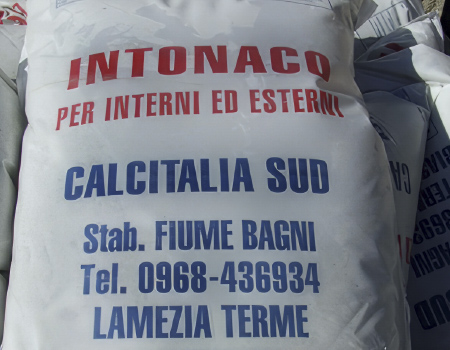 INTONACO
PER INTERNI ED ESTERNI
CALCITALIA SUD
Stab. FIUME BAGNI
Tel. 0968-436934
LAMEZIA TERME